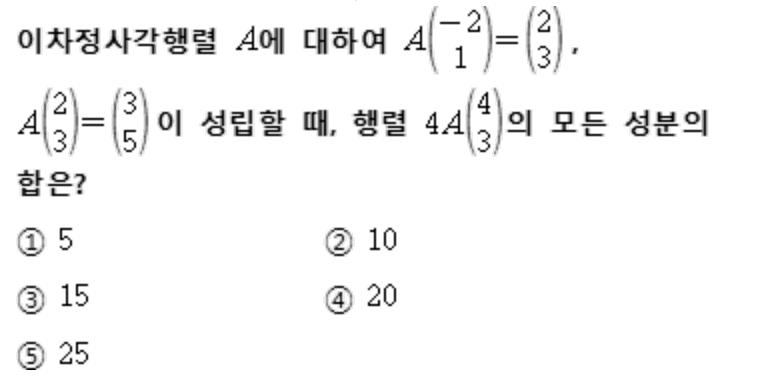 이차정사각행렬 A에 대하여 A(−2 1)=(2 3),
A(2 3)=(3 5)이 성립할 때, 행렬 4A(4 3)의 모든 성분의
합은?
① 5 ② 10
③ 15 ④ 20
⑤ 25